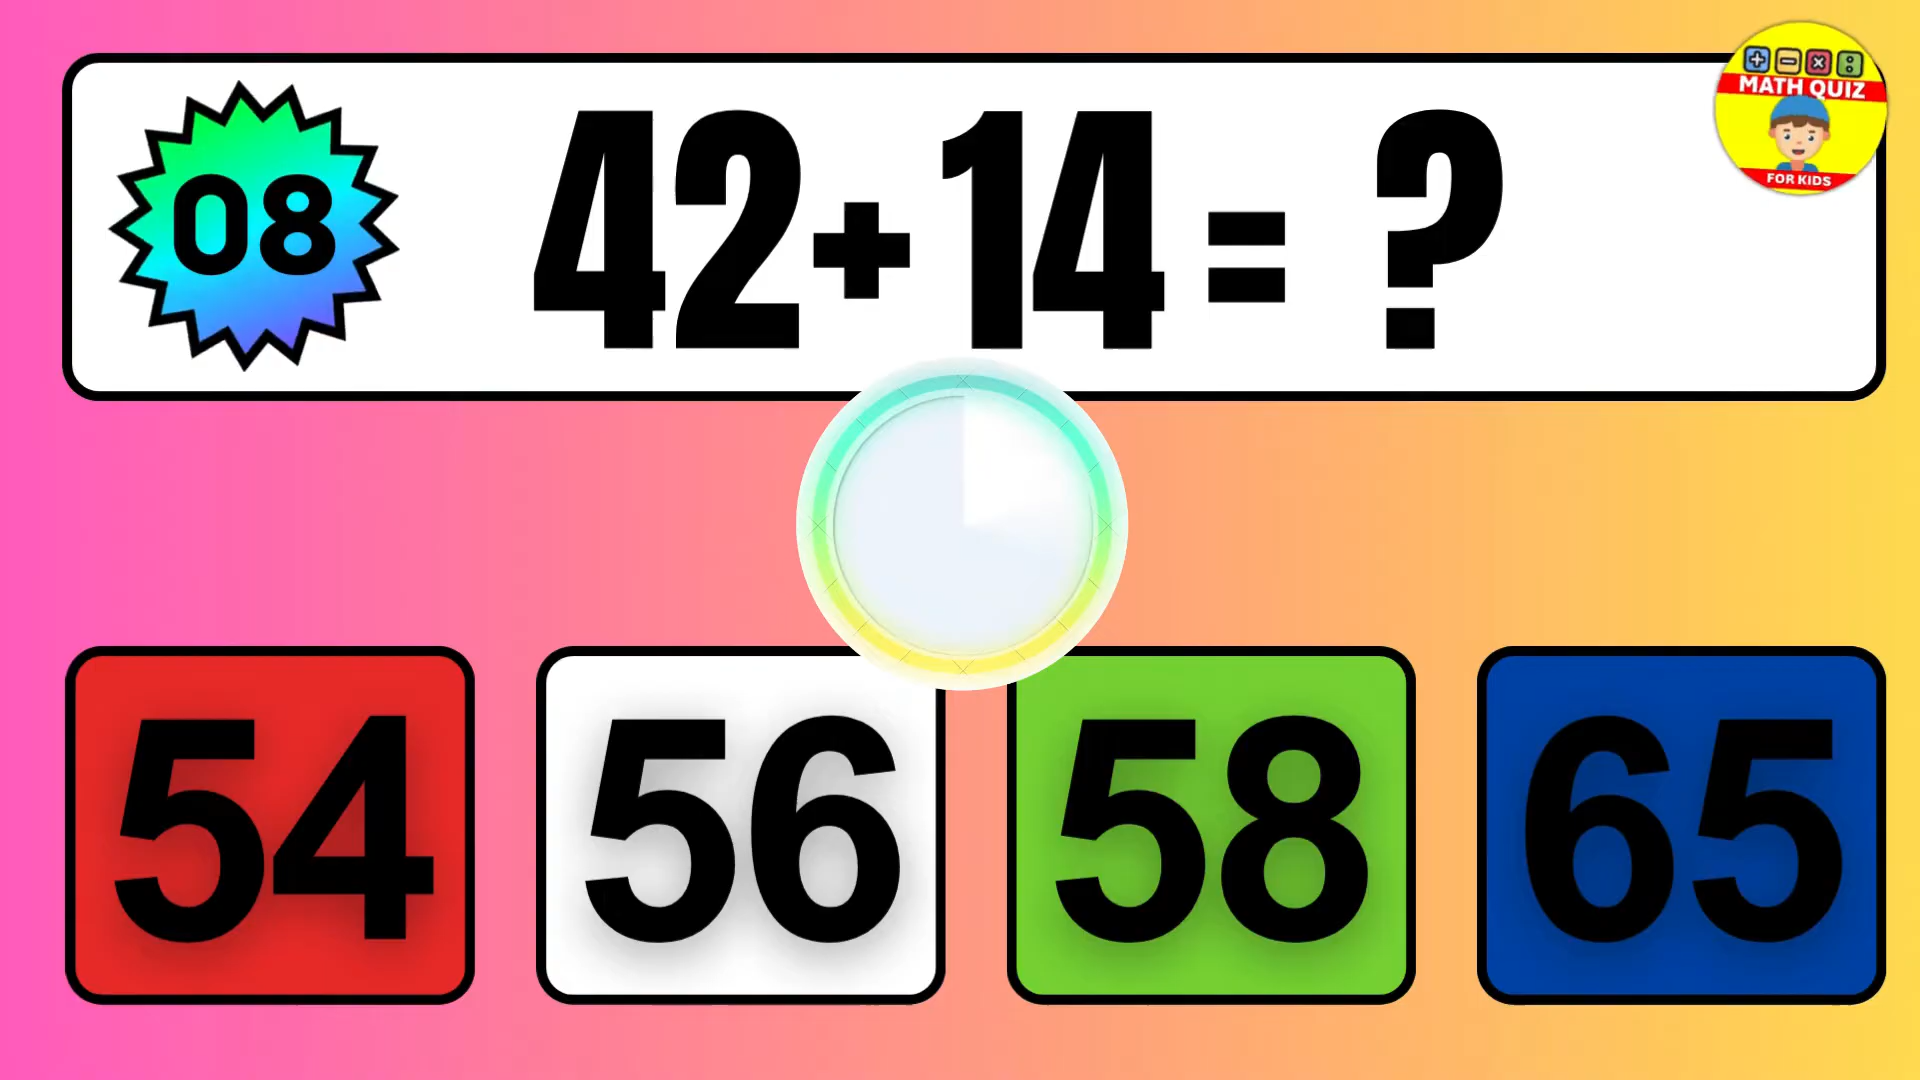 08
42+14 = ?
+ - × :
MATH QUIZ
FOR KIDS
54
56
58
65